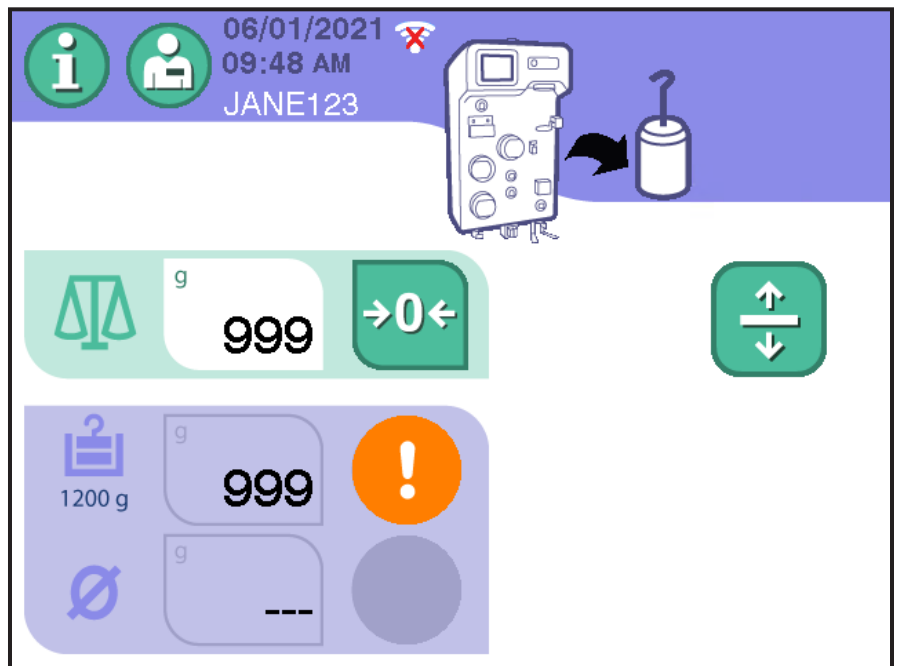 06/01/2021
09:48 AM
JANE123
g
999
→0←
1200 g
g
999
!
Ø
g
---